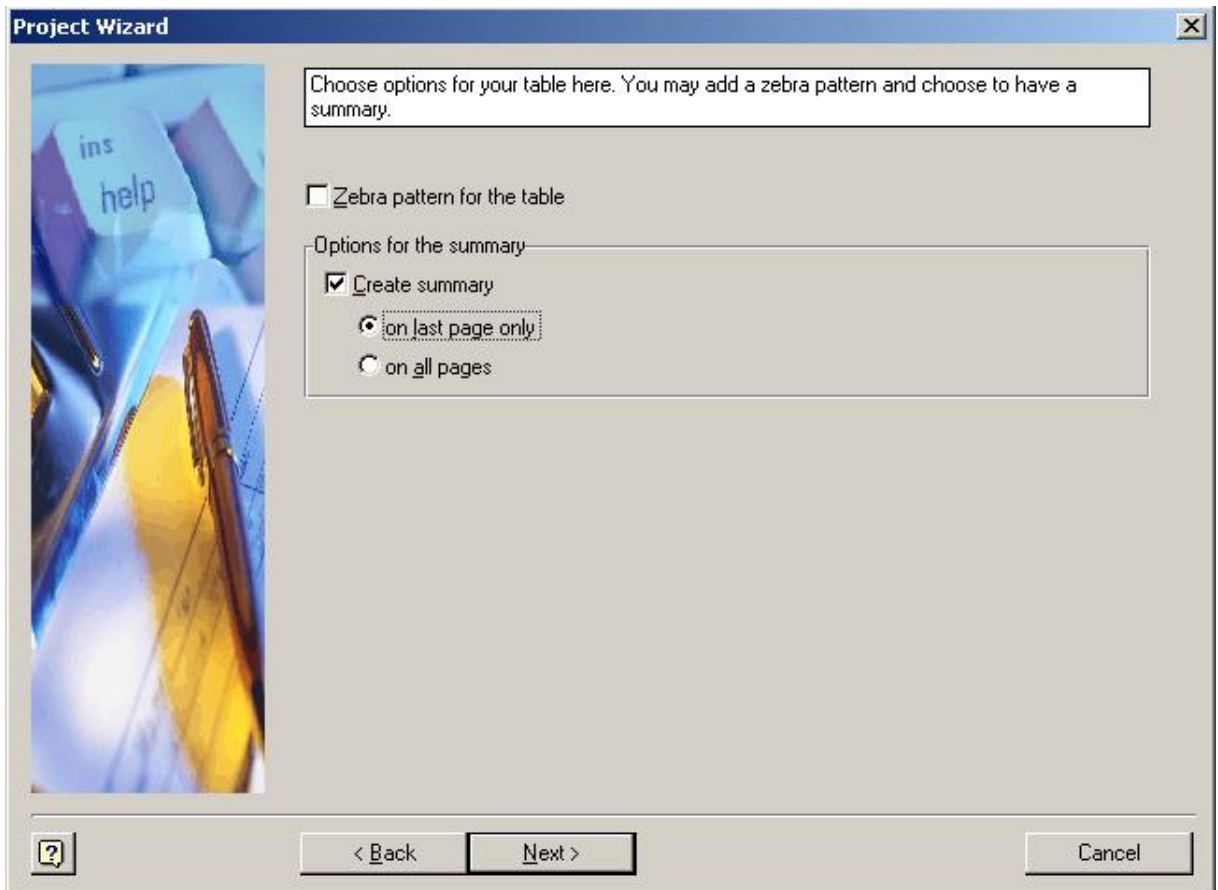 Project Wizard
ins
help
Choose options for your table here. You may add a zebra pattern and choose to have a
summary.
Zebra pattern for the table
Options for the summary
Create summary
on last page only
on all pages
?
< Back
Next >
Cancel